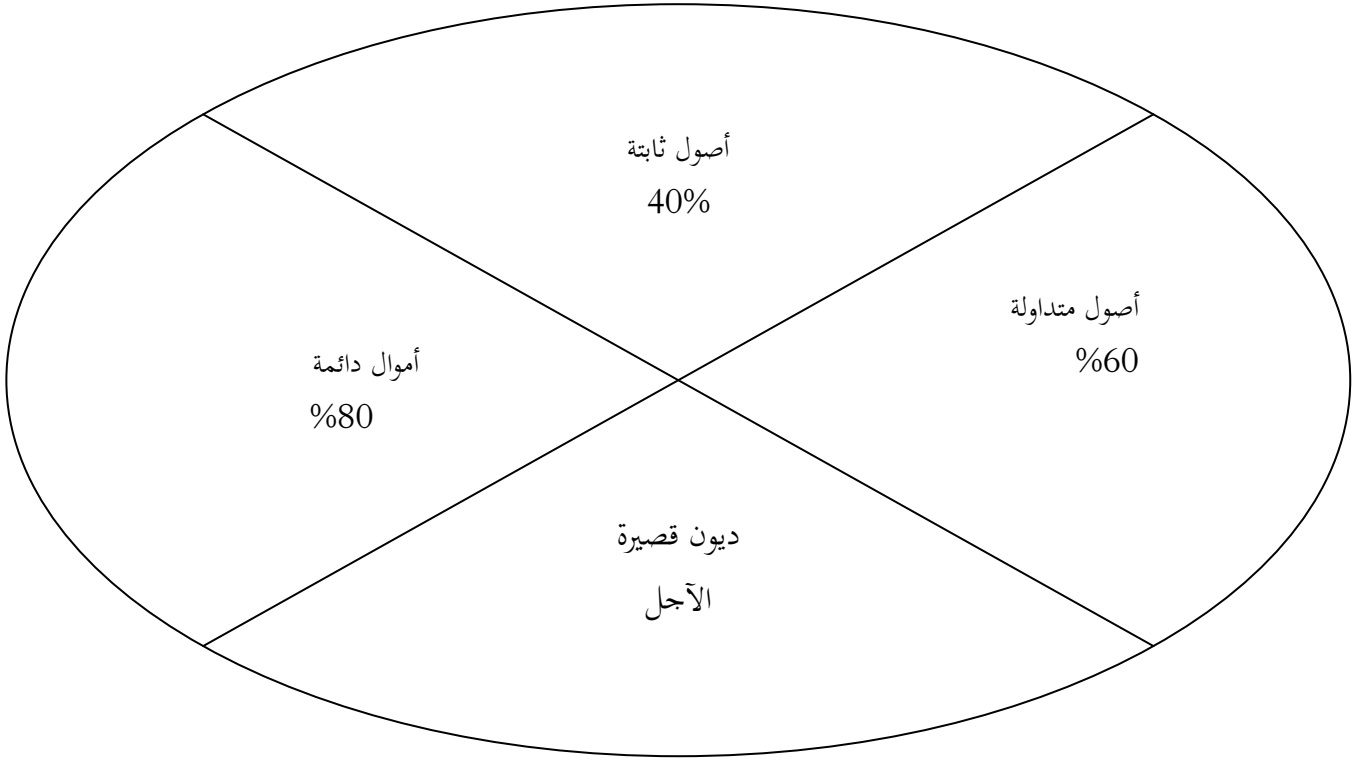 أصول ثابتة
40%
أصول متداولة
%60
أموال دائمة
%80
ديون قصيرة
الآجل